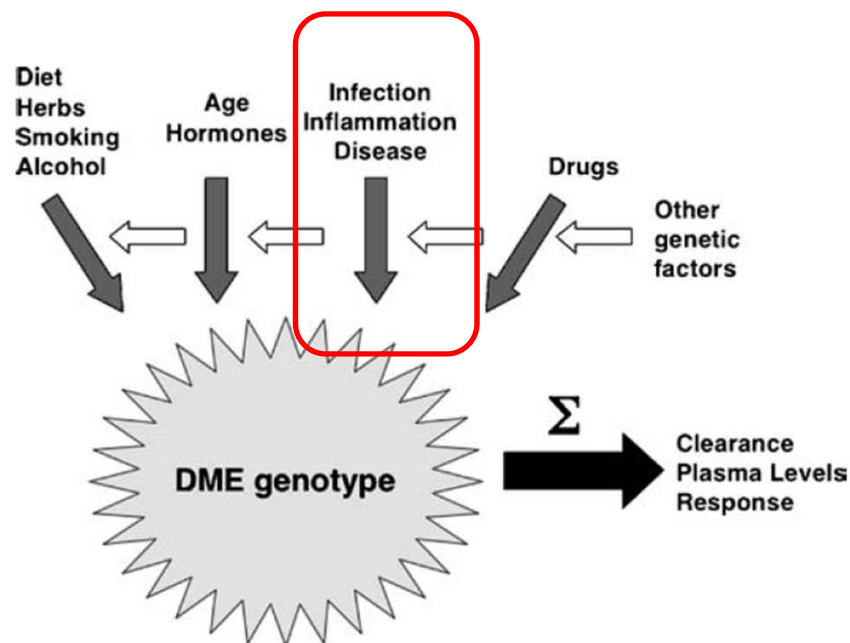 Diet
Herbs
Smoking
Alcohol
Age
Hormones
Infection
Inflammation
Disease
Drugs
Other
genetic
factors
DME genotype
Σ
Clearance
Plasma Levels
Response